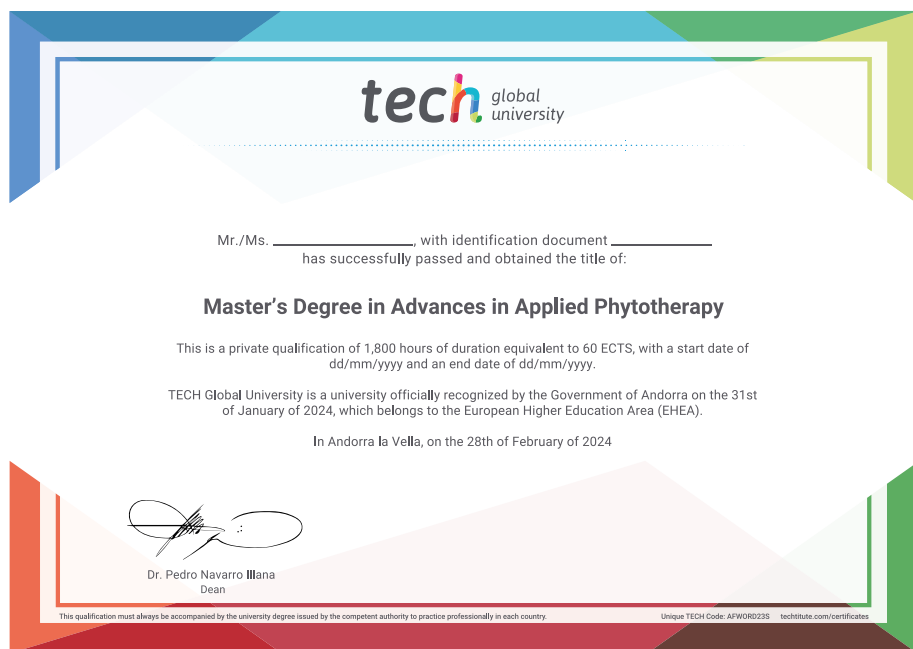 tech global university
Mr./Ms. ____________________, with identification document ______________
has successfully passed and obtained the title of:
Master's Degree in Advances in Applied Phytotherapy
This is a private qualification of 1,800 hours of duration equivalent to 60 ECTS, with a start date of
dd/mm/yyyy and an end date of dd/mm/yyyy.
TECH Global University is a university officially recognized by the Government of Andorra on the 31st
of January of 2024, which belongs to the European Higher Education Area (EHEA).
In Andorra la Vella, on the 28th of February of 2024
Dr. Pedro Navarro Illana
Dean
This qualification must always be accompanied by the university degree issued by the competent authority to practice professionally in each country.
Unique TECH Code: AFWORD23S techtitute.com/certificates